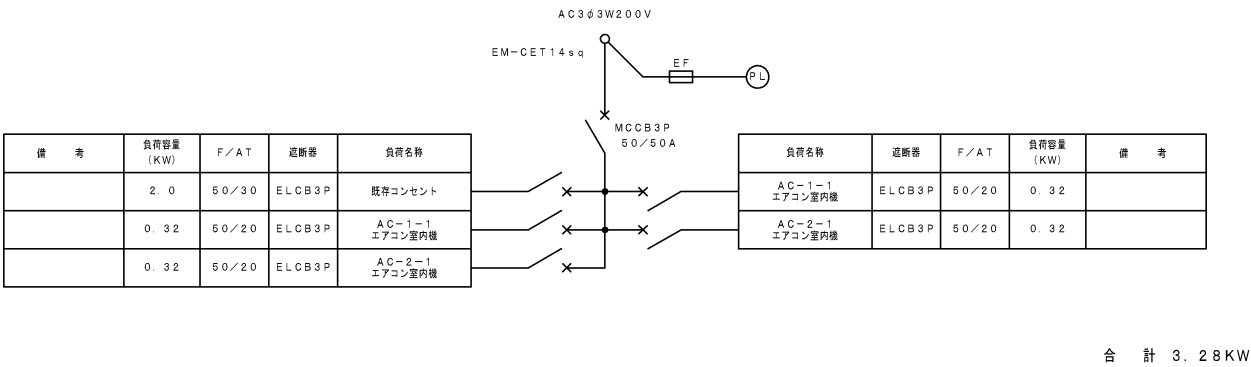 AC3φ3W200V
EM-CET14sq
EF
PL
MCCB3P
50/50A
備 考
負荷容量
(KW)
F/AT
遮断器
負荷名称
2.0
50/30
ELCB3P
既存コンセント
0.32
50/20
ELCB3P
AC-1-1
エアコン室内機
0.32
50/20
ELCB3P
AC-2-1
エアコン室内機
負荷名称
遮断器
F/AT
負荷容量
(KW)
備 考
AC-1-1
エアコン室内機
ELCB3P
50/20
0.32
AC-2-1
エアコン室内機
ELCB3P
50/20
0.32
合 計 3.28KW